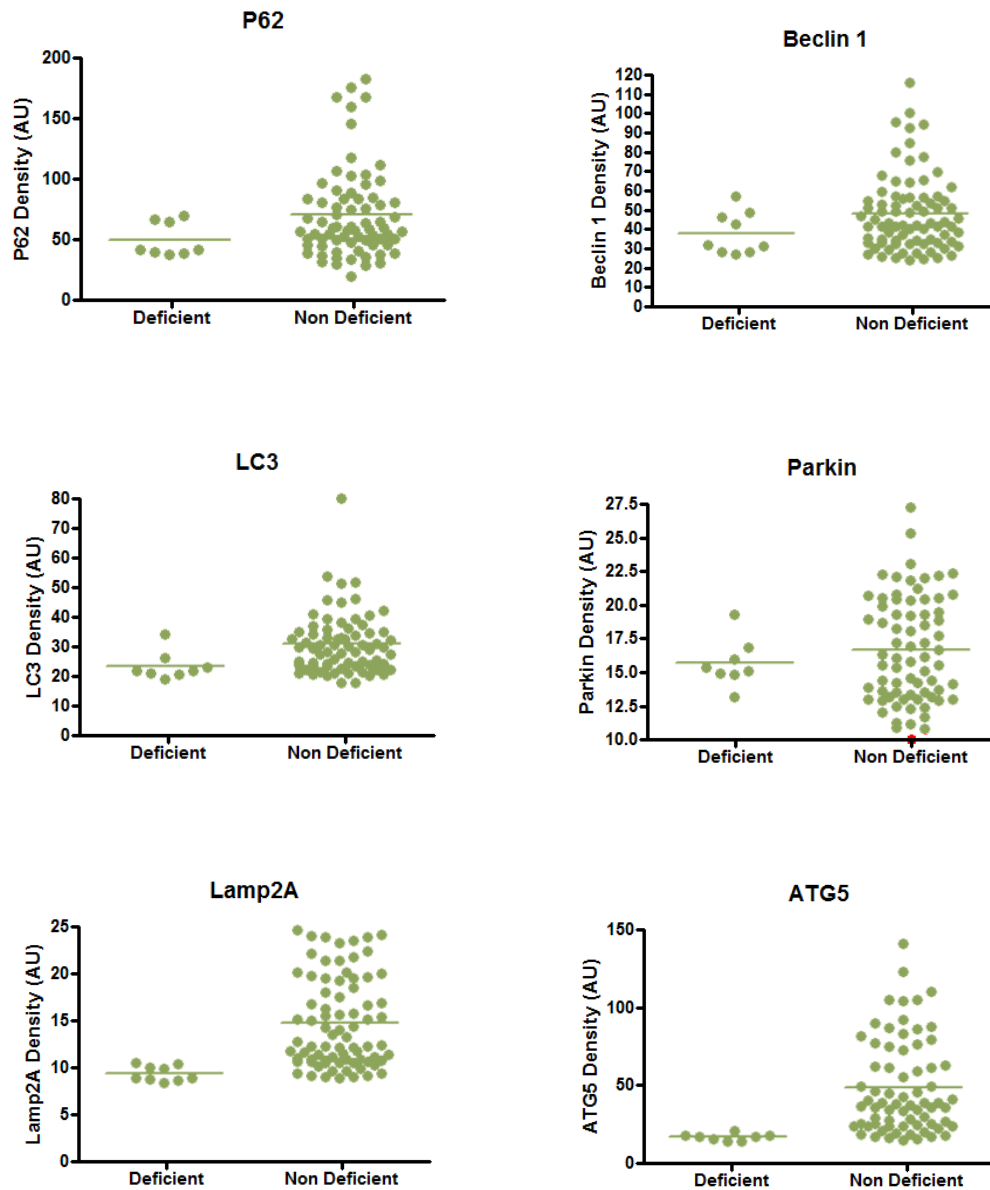 P62
P62 Density (AU)
200
150
100
50
0
Deficient Non Deficient
Beclin 1
Beclin 1 Density (AU)
120
110
100
90
80
70
60
50
40
30
20
10
0
Deficient Non Deficient
LC3
LC3 Density (AU)
80
70
60
50
40
30
20
10
0
Deficient Non Deficient
Parkin
Parkin Density (AU)
27.5
25.0
22.5
20.0
17.5
15.0
12.5
10.0
Deficient Non Deficient
Lamp2A
Lamp2A Density (AU)
25
20
15
10
5
0
Deficient Non Deficient
ATG5
ATG5 Density (AU)
150
100
50
0
Deficient Non Deficient